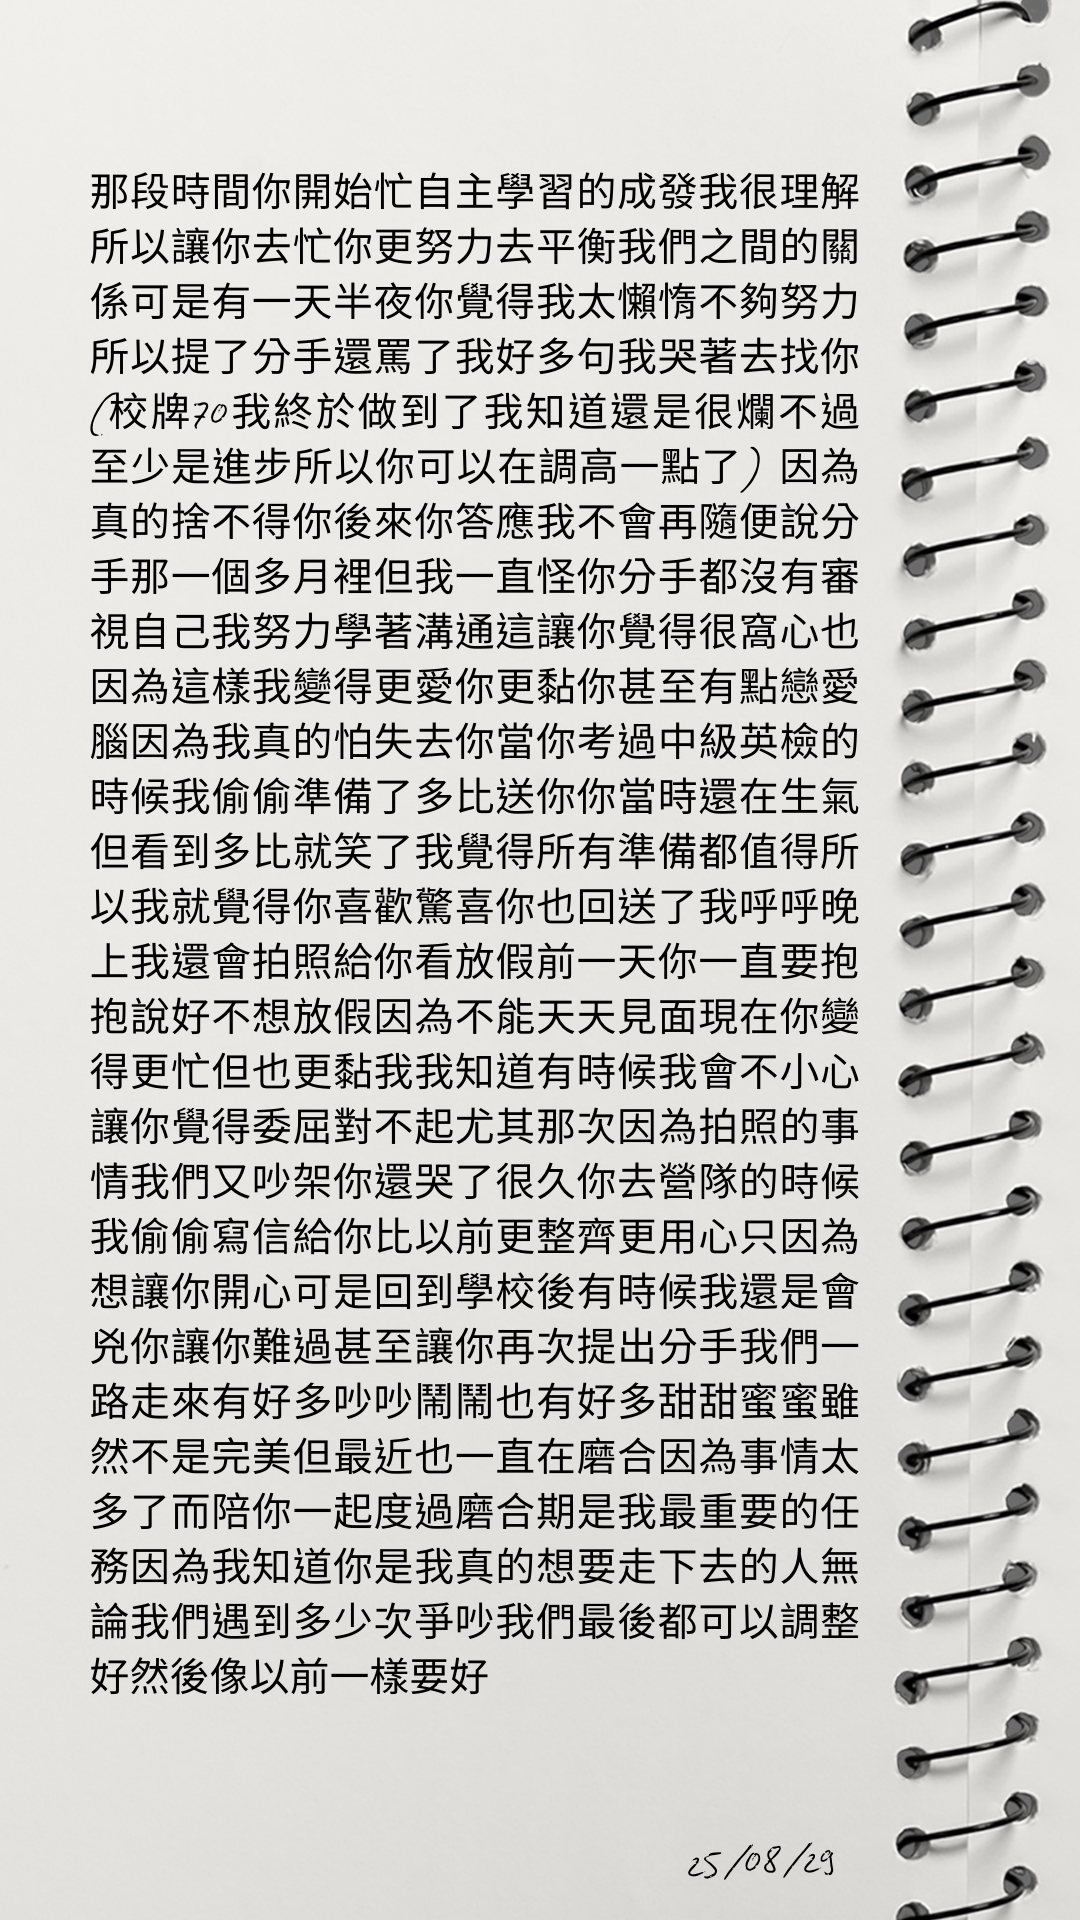 那段時間你開始忙自主學習的成發我很理解
所以讓你去忙你更努力去平衡我們之間的關
係可是有一天半夜你覺得我太懶惰不夠努力
所以提了分手還罵了我好多句我哭著去找你
(校牌70我終於做到了我知道還是很爛不過
至少是進步所以你可以在調高一點了) 因為
真的捨不得你後來你答應我不會再隨便說分
手那一個多月裡但我一直怪你分手都沒有審
視自己我努力學著溝通這讓你覺得很窩心也
因為這樣我變得更愛你更黏你甚至有點戀愛
腦因為我真的怕失去你當你考過中級英檢的
時候我偷偷準備了多比送你你當時還在生氣
但看到多比就笑了我覺得所有準備都值得所
以我就覺得你喜歡驚喜你也回送了我呼呼晚
上我還會拍照給你看放假前一天你一直要抱
抱說好不想放假因為不能天天見面現在你變
得更忙但也更黏我我知道有時候我會不小心
讓你覺得委屈對不起尤其那次因為拍照的事
情我們又吵架你還哭了很久你去營隊的時候
我偷偷寫信給你比以前更整齊更用心只因為
想讓你開心可是回到學校後有時候我還是會
兇你讓你難過甚至讓你再次提出分手我們一
路走來有好多吵吵鬧鬧也有好多甜甜蜜蜜雖
然不是完美但最近也一直在磨合因為事情太
多了而陪你一起度過磨合期是我最重要的任
務因為我知道你是我真的想要走下去的人無
論我們遇到多少次爭吵我們最後都可以調整
好然後像以前一樣要好
25/08/29